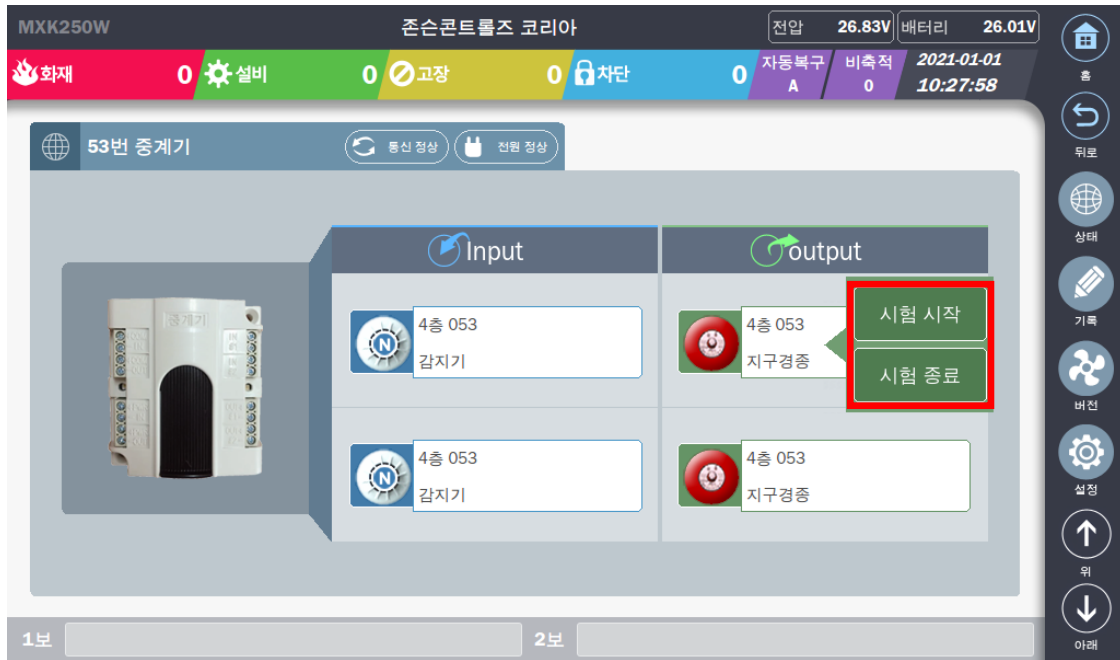 MXK250W
존슨콘트롤즈 코리아
전압 26.83V
배터리 26.01V
화재 0
설비 0
고장 0
차단 0
자동복구
A
비축적
0
2021-01-01
10:27:58
홈
뒤로
상태
기록
버전
설정
위
아래
53번 중계기
통신 정상
전원 정상
중계기
Input
output
N
4층 053
감지기
4층 053
지구경종
시험 시작
시험 종료
N
4층 053
감지기
4층 053
지구경종
1보
2보